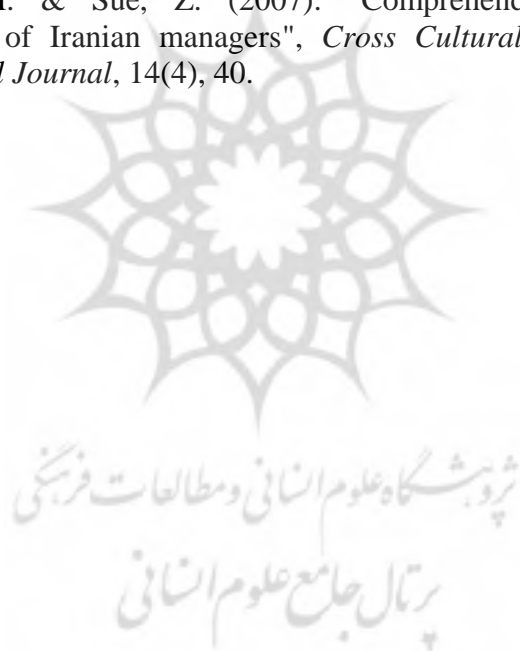 & Sue, Z. (2007). "Comprehend
of Iranian managers", Cross Cultural
Journal, 14(4), 40.
پژوهشگاه علوم انسانی و مطالعات فرهنگی
پرتال جامع علوم انسانی